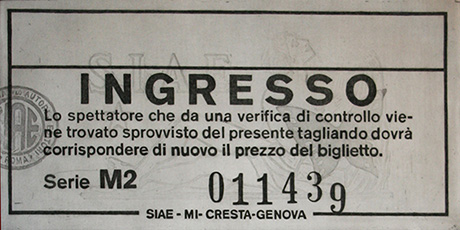 SIAE
INGRESSO
Lo spettatore che da una verifica di controllo vie-
ne trovato sprovvisto del presente tagliando dovrà
corrispondere di nuovo il prezzo del biglietto.
Serie M2 011439
SIAE - MI-CRESTA-GENOVA